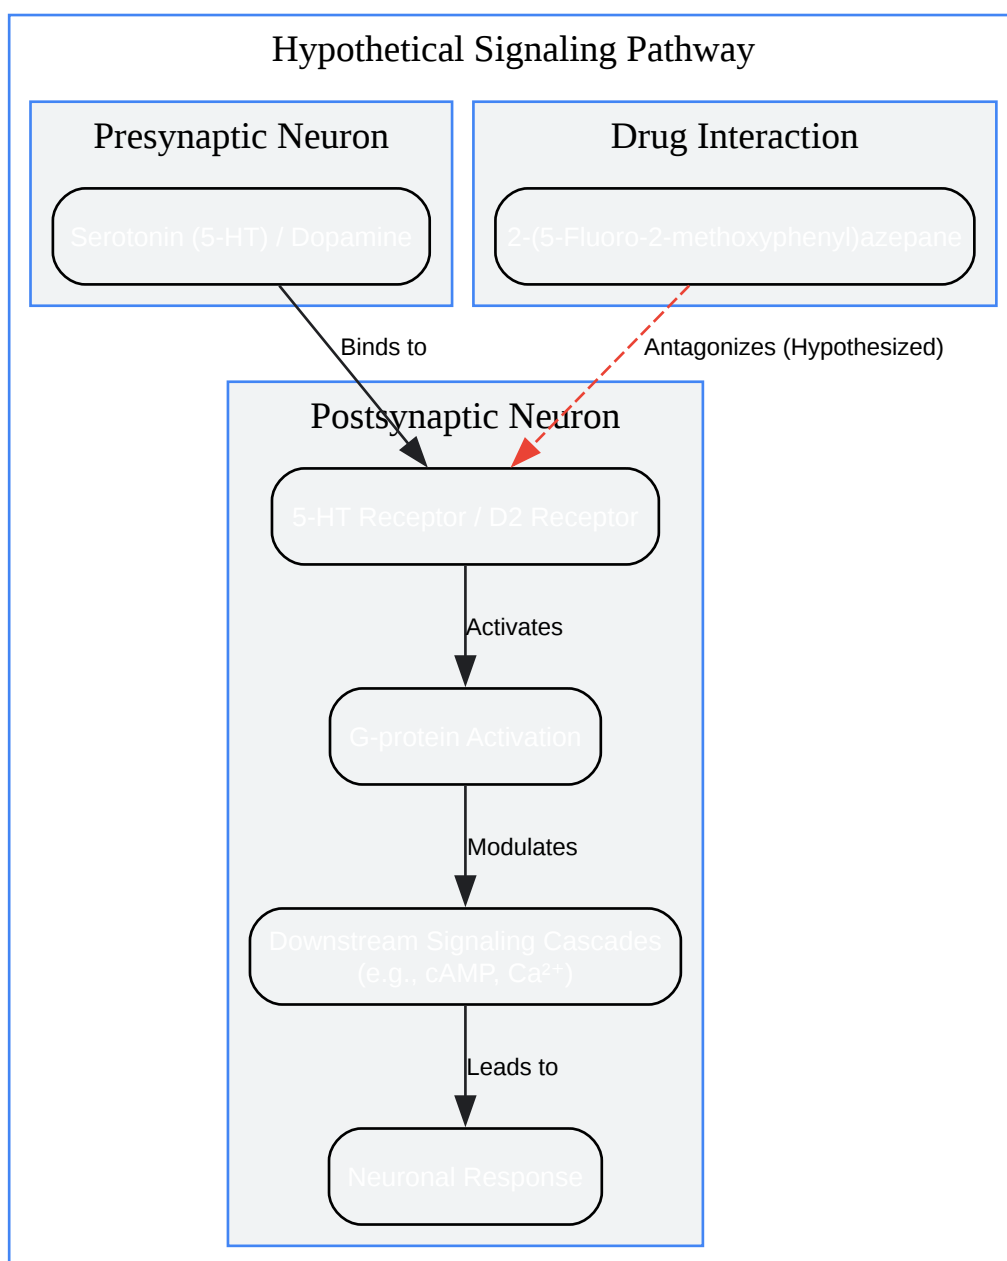 Hypothetical Signaling Pathway
Presynaptic Neuron
Drug Interaction
Serotonin (5-HT) / Dopamine
2-(5-Fluoro-2-methoxyphenyl)azepane
Binds to
Antagonizes (Hypothesized)
Postsynaptic Neuron
5-HT Receptor / D2 Receptor
Activates
G-protein Activation
Modulates
Downstream Signaling Cascades
(e.g., cAMP, Ca²⁺)
Leads to
Neuronal Response